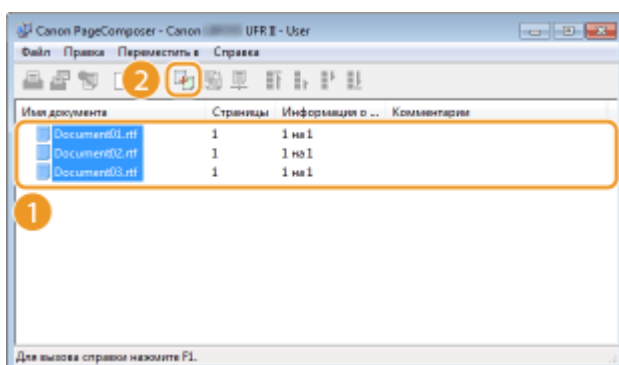 Canon PageComposer - Canon UFR II - User
Файл Правка Переместить в Справка
2
Имя документа Страницы Информация о ... Комментарии
Document01.rtf 1 1 на 1
Document02.rtf 1 1 на 1
Document03.rtf 1 1 на 1
1
Для вызова справки нажмите F1.